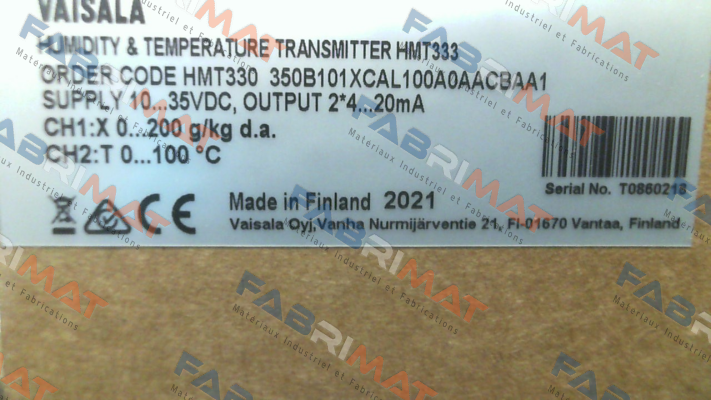 VAISALA
HUMIDITY & TEMPERATURE TRANSMITTER HMT333
ORDER CODE HMT330 350B101XCAL100A0AACBAA1
SUPPLY 10...35VDC, OUTPUT 2*4...20mA
CH1:X 0...200 g/kg d.a.
CH2:T 0...100 °C
Serial No. T0860218
Made in Finland 2021
Vaisala Oyj,Vanha Nurmijärventie 21, FI-01670 Vantaa, Finland
FABRIMAT
Matériaux Industriel et Fabrications